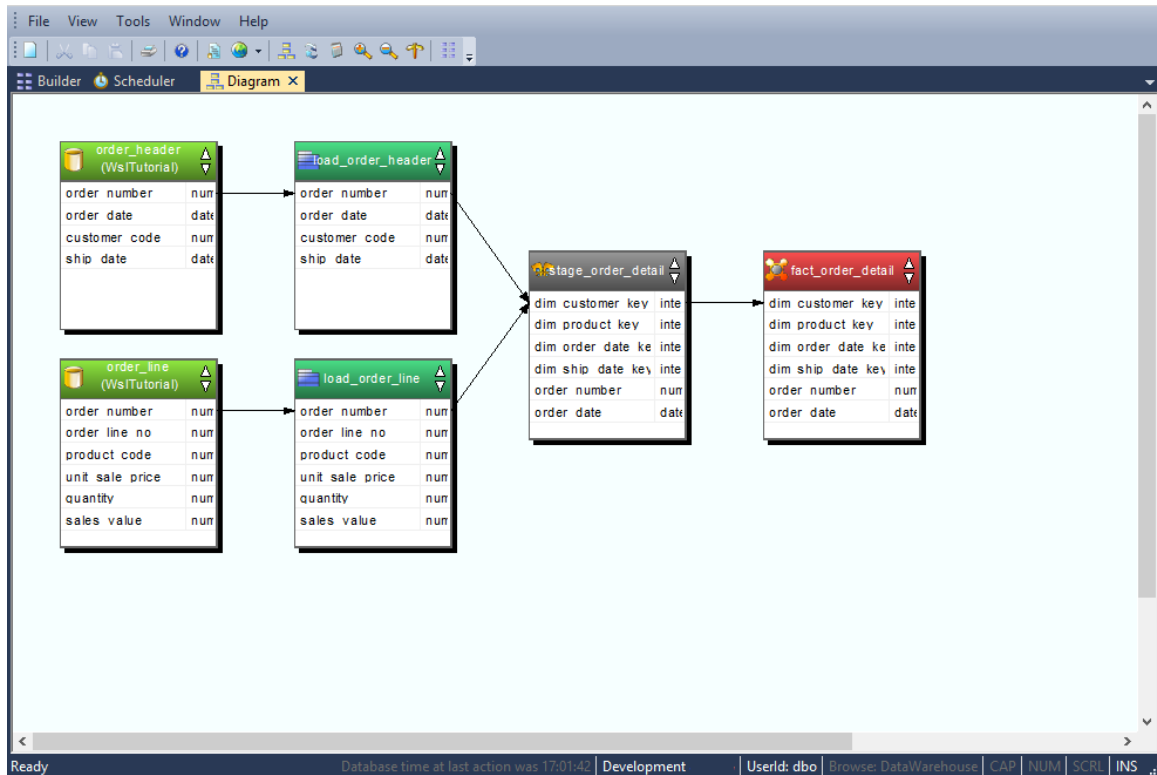 File View Tools Window Help
Builder Scheduler Diagram
order_header
(WslTutorial)
order number num
order date date
customer code num
ship date date
load_order_header
order number num
order date date
customer code num
ship date date
order_line
(WslTutorial)
order number num
order line no num
product code num
unit sale price num
quantity num
sales value num
load_order_line
order number num
order line no num
product code num
unit sale price num
quantity num
sales value num
stage_order_detail
dim customer key inte
dim product key inte
dim order date ke inte
dim ship date key inte
order number num
order date date
fact_order_detail
dim customer key inte
dim product key inte
dim order date ke inte
dim ship date key inte
order number num
order date date
Ready Database time at last action was 17:01:42 Development UserId: dbo Browse: DataWarehouse CAP NUM SCRL INS